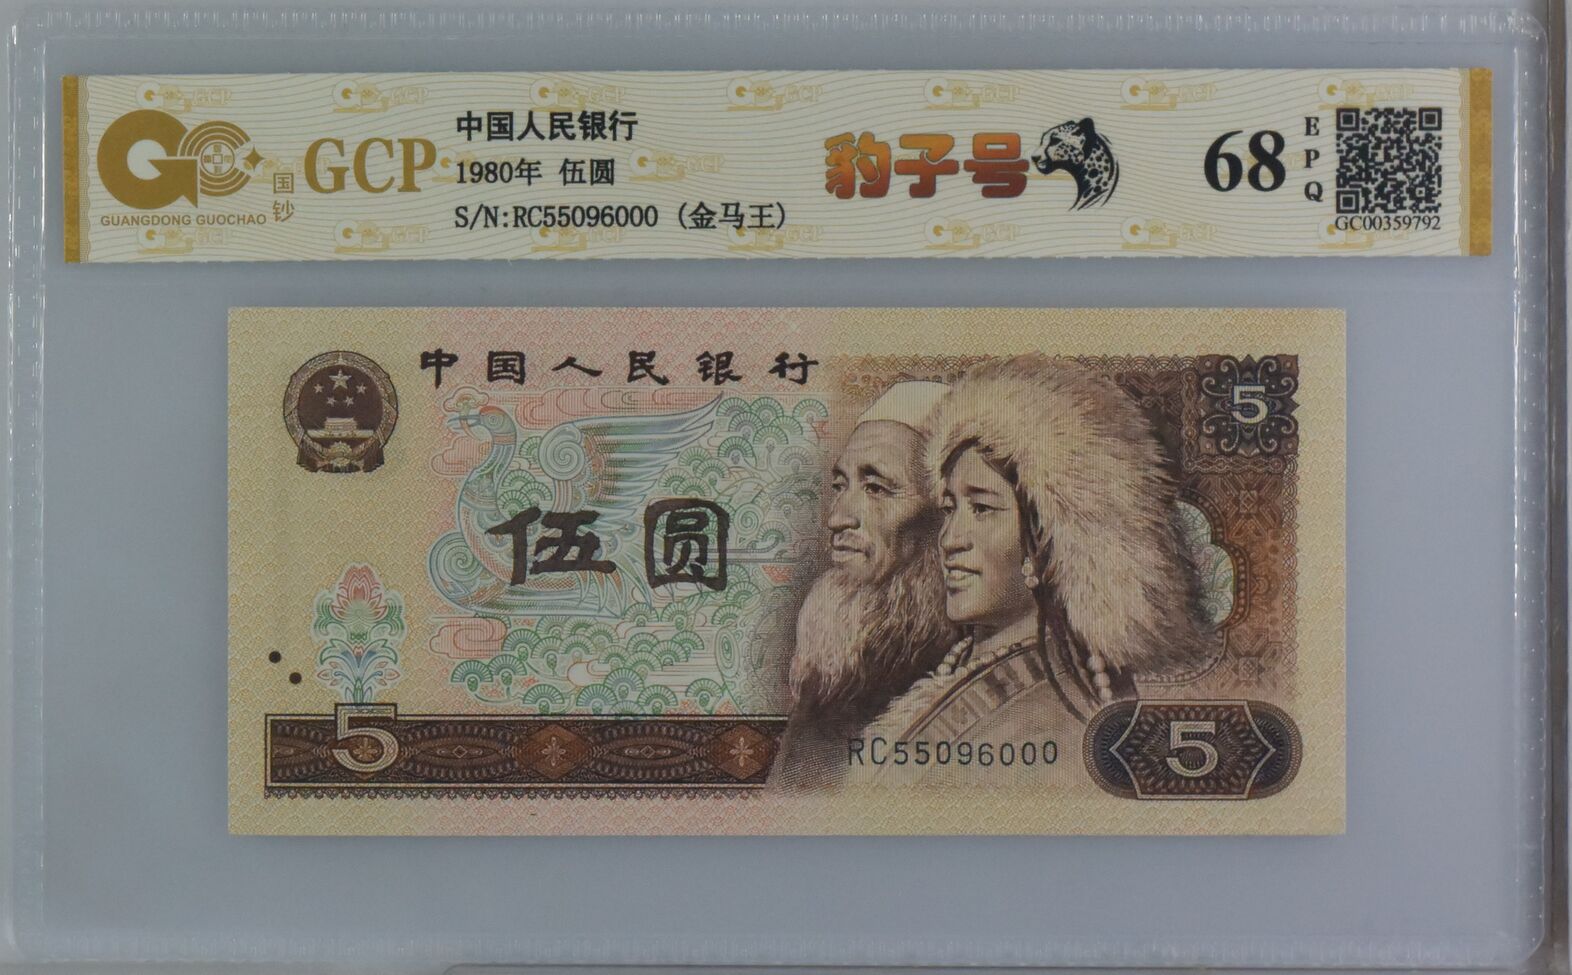 GCP
国钞
GUANGDONG GUOCHAO
中国人民银行
1980年 伍圆
S/N:RC55096000 (金马王)
豹子号
68
EPQ
GC00359792
中国人民银行
5
伍圆
5
RC55096000
5